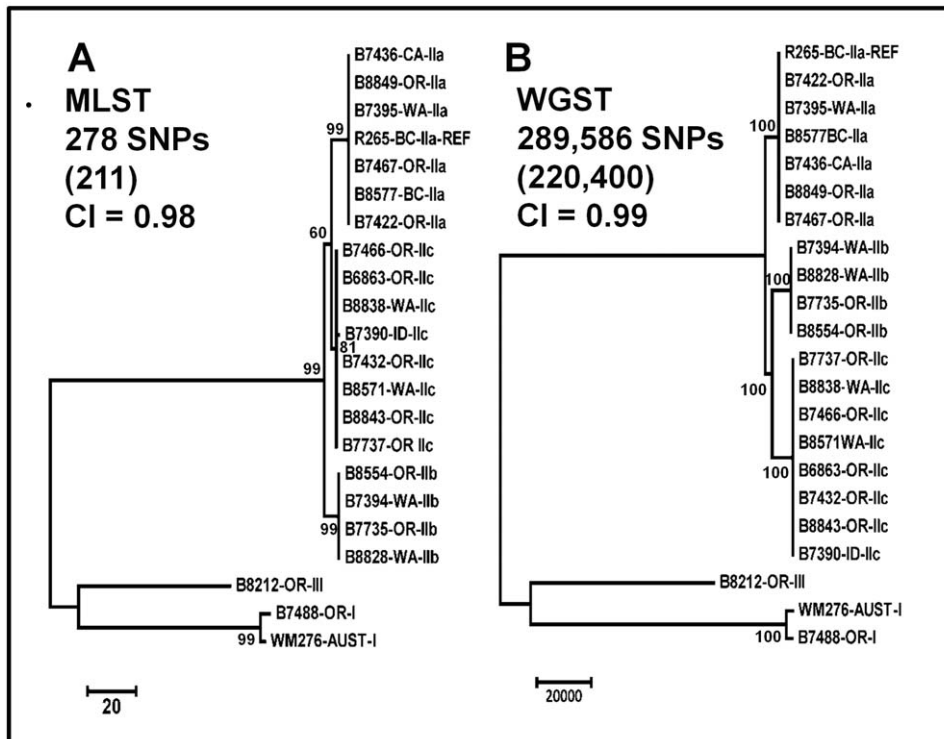 A
MLST
278 SNPs
(211)
CI = 0.98
B7436-CA-IIa
B8849-OR-IIa
B7395-WA-IIa
99
R265-BC-IIa-REF
B7467-OR-IIa
B8577-BC-IIa
B7422-OR-IIa
60
B7466-OR-IIc
B6863-OR-IIc
B8838-WA-IIc
B7390-ID-IIc
81
B7432-OR-IIc
99
B8571-WA-IIc
B8843-OR-IIc
B7737-OR IIc
B8554-OR-IIb
B7394-WA-IIb
B7735-OR-IIb
99
B8828-WA-IIb
B8212-OR-III
B7488-OR-I
99
WM276-AUST-I
20
B
WGST
289,586 SNPs
(220,400)
CI = 0.99
R265-BC-IIa-REF
B7422-OR-IIa
B7395-WA-IIa
100
B8577BC-IIa
B7436-CA-IIa
B8849-OR-IIa
B7467-OR-IIa
B7394-WA-IIb
100
B8828-WA-IIb
B7735-OR-IIb
B8554-OR-IIb
B7737-OR-IIc
100
B8838-WA-IIc
B7466-OR-IIc
B8571WA-IIc
100
B6863-OR-IIc
B7432-OR-IIc
B8843-OR-IIc
B7390-ID-IIc
B8212-OR-III
WM276-AUST-I
100
B7488-OR-I
20000